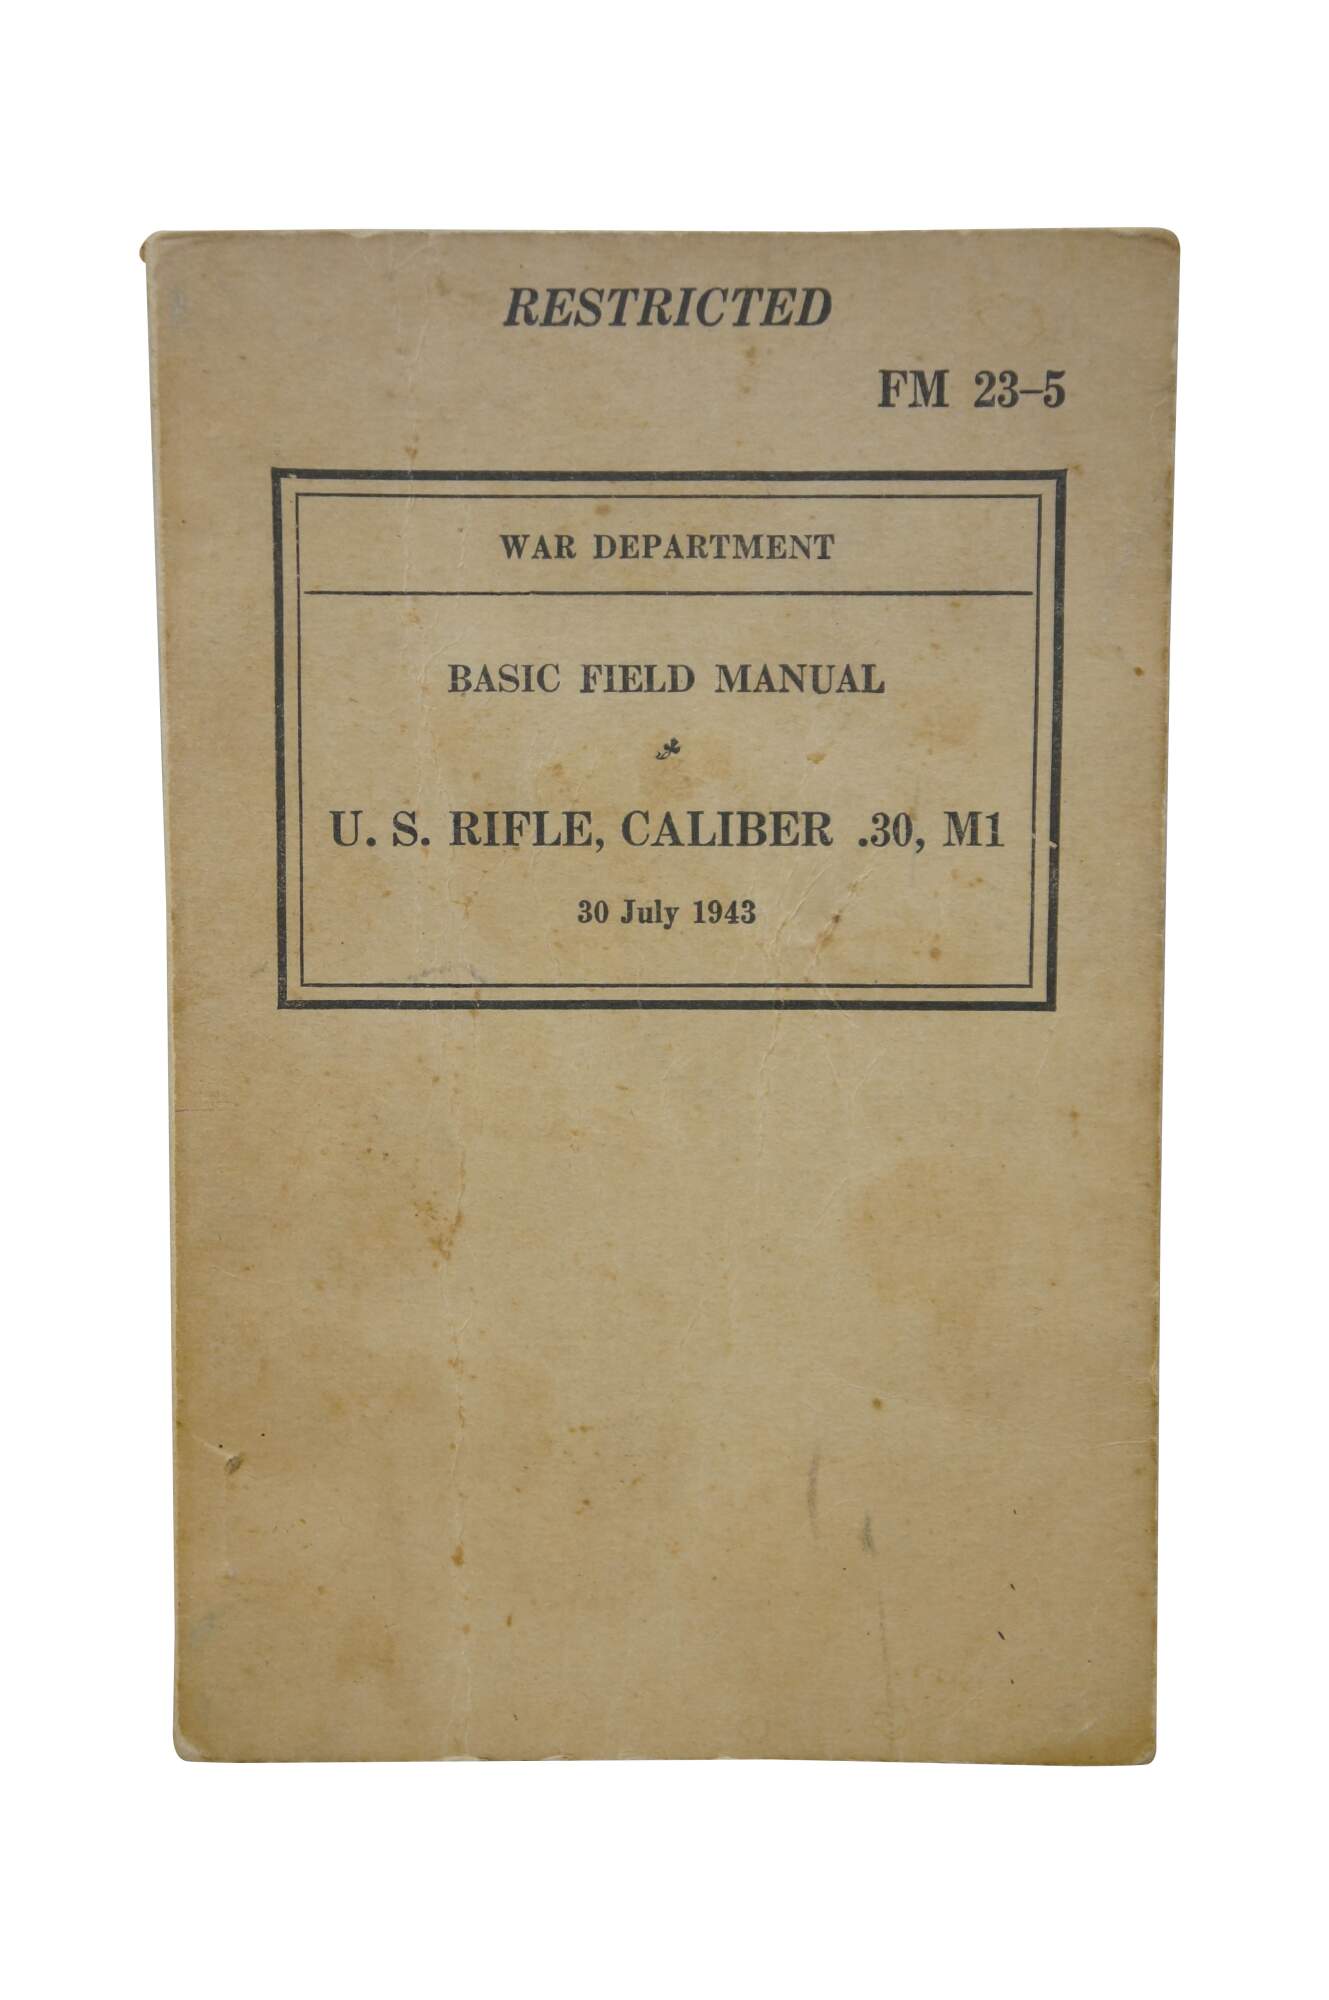 RESTRICTED
FM 23–5
WAR DEPARTMENT
BASIC FIELD MANUAL
U. S. RIFLE, CALIBER .30, M1
30 July 1943